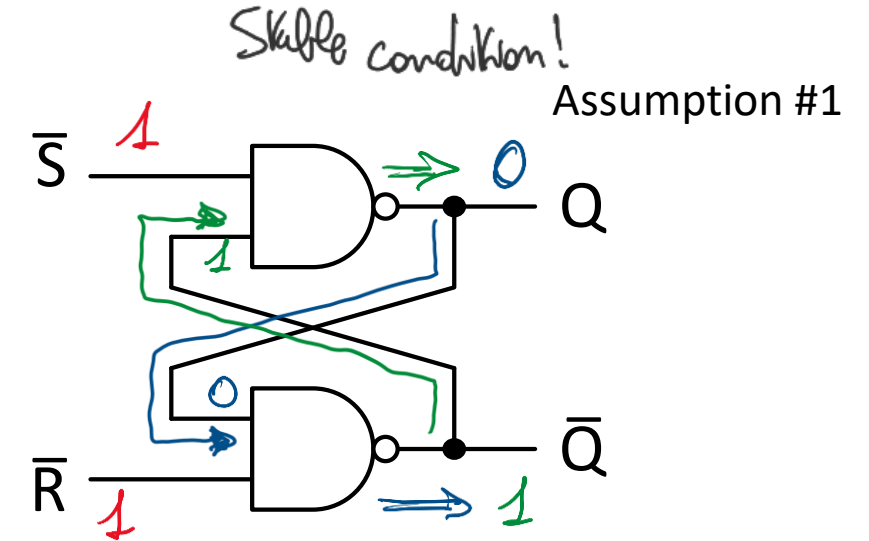 Stable condition!
Assumption #1
S̅ 1 0
Q
1
0
Q̅
R̅ 1 1